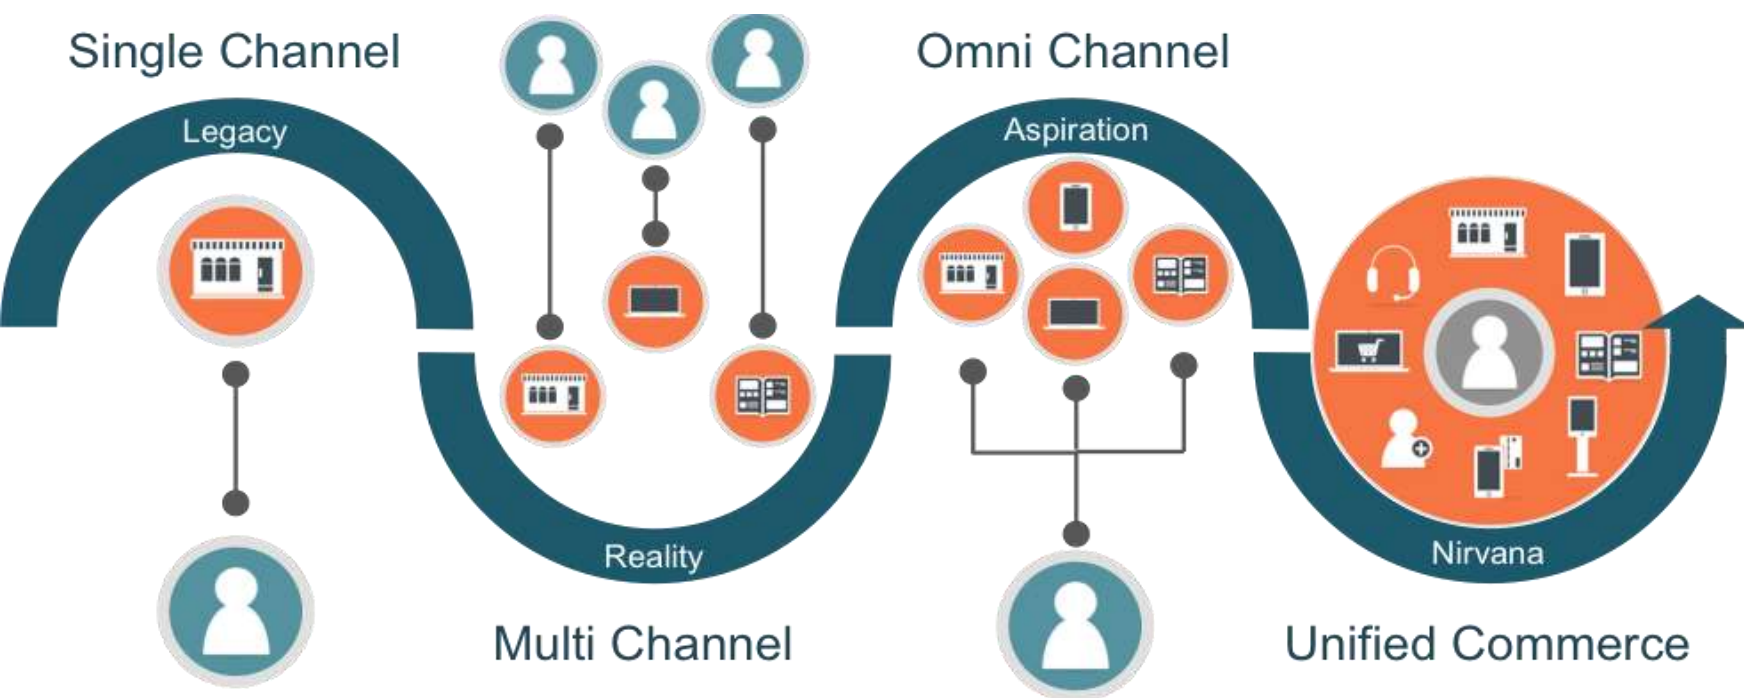 Single Channel
Legacy
Reality
Multi Channel
Omni Channel
Aspiration
Nirvana
Unified Commerce